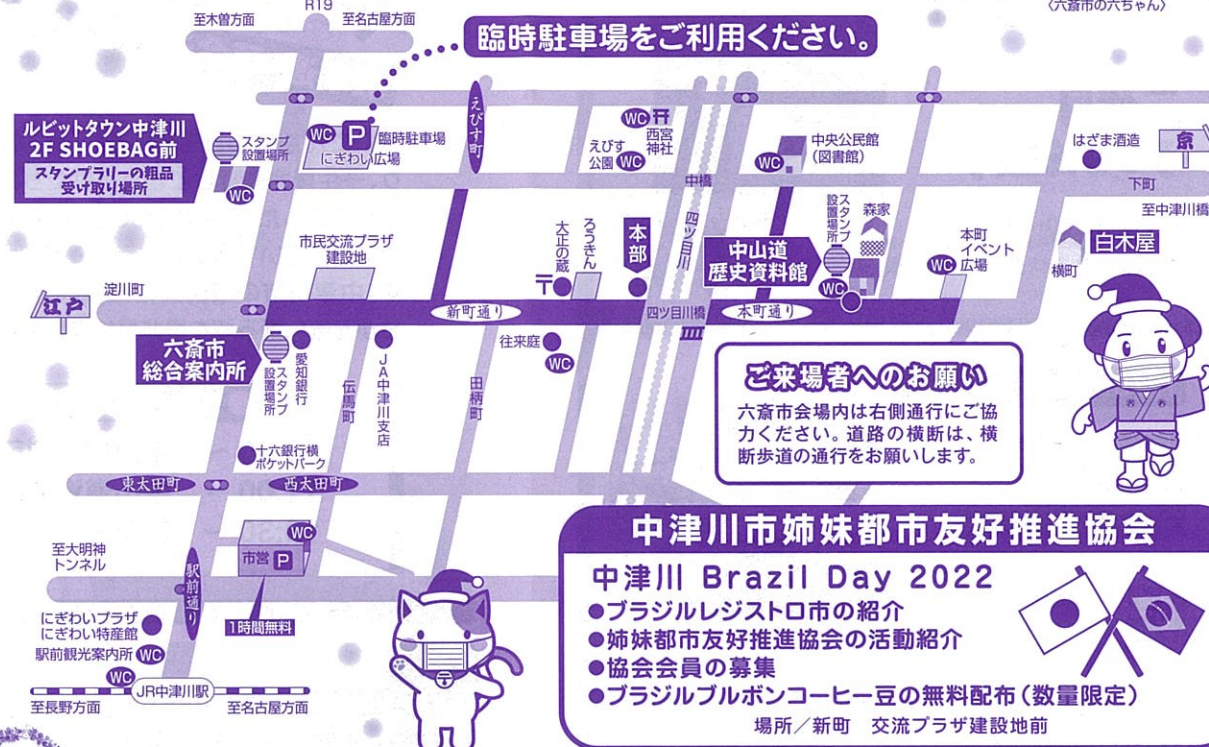 R19
至木曽方面
至名古屋方面
〈六斎市の六ちゃん〉
臨時駐車場をご利用ください。
ルビットタウン中津川
2F SHOEBAG前
スタンプラリーの粗品
受け取り場所
スタンプ
設置場所
WC
WC
P
臨時駐車場
にぎわい広場
えびす町
えびす
公園
WC
WC
西宮
神社
中央公民館
(図書館)
WC
はざま酒造
京
下町
至中津川橋
中橋
四ツ目川
市民交流プラザ
建設地
大正の蔵
〒
ろうきん
本部
中山道
歴史資料館
スタンプ
設置場所
WC
森家
本町
イベント
広場
WC
白木屋
横町
淀川町
江戸
新町通り
四ツ目川橋
本町通り
六斎市
総合案内所
スタンプ
設置場所
愛知銀行
伝馬町
JA中津川支店
田柄町
往来庭
WC
ご来場者へのお願い
六斎市会場内は右側通行にご協
力ください。道路の横断は、横
断歩道の通行をお願いします。
十六銀行横
ポケットパーク
東太田町
西太田町
至大明神
トンネル
駅前通り
市営
P
WC
1時間無料
にぎわいプラザ
にぎわい特産館
駅前観光案内所
WC
WC
JR中津川駅
至長野方面
至名古屋方面
中津川市姉妹都市友好推進協会
中津川 Brazil Day 2022
●ブラジルレジストロ市の紹介
●姉妹都市友好推進協会の活動紹介
●協会会員の募集
●ブラジルブルボンコーヒー豆の無料配布(数量限定)
場所/新町 交流プラザ建設地前